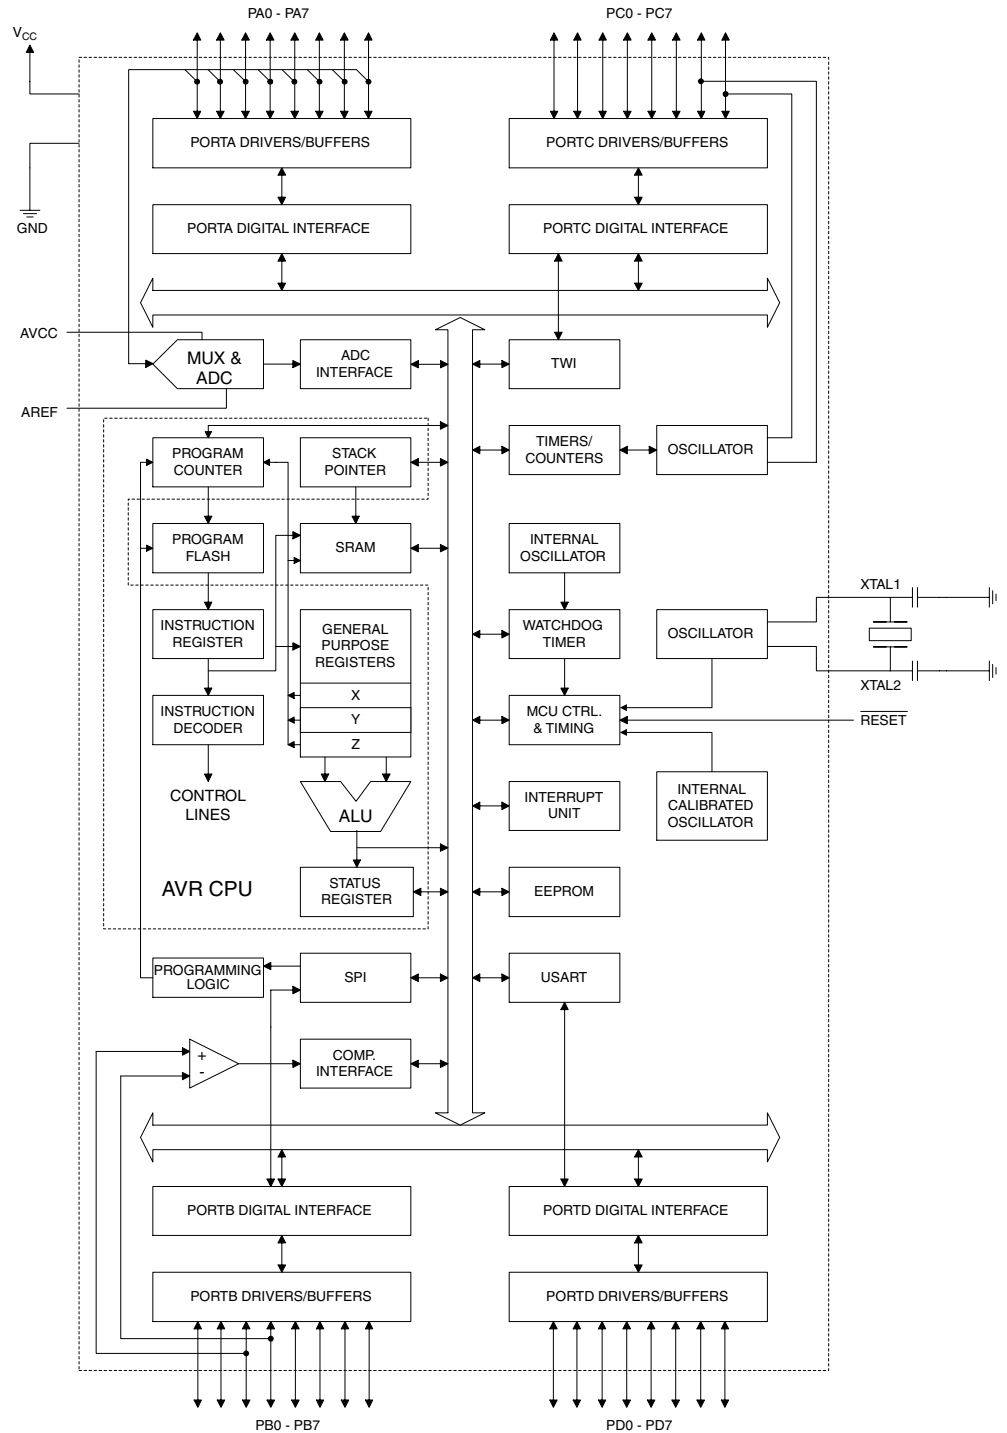 PA0 - PA7
PC0 - PC7
VCC
PORTA DRIVERS/BUFFERS
PORTC DRIVERS/BUFFERS
GND
PORTA DIGITAL INTERFACE
PORTC DIGITAL INTERFACE
AVCC
MUX &
ADC
ADC
INTERFACE
TWI
AREF
PROGRAM
COUNTER
STACK
POINTER
TIMERS/
COUNTERS
OSCILLATOR
PROGRAM
FLASH
SRAM
INTERNAL
OSCILLATOR
XTAL1
INSTRUCTION
REGISTER
GENERAL
PURPOSE
REGISTERS
WATCHDOG
TIMER
OSCILLATOR
XTAL2
X
Y
Z
INSTRUCTION
DECODER
MCU CTRL.
& TIMING
RESET
CONTROL
LINES
ALU
INTERRUPT
UNIT
INTERNAL
CALIBRATED
OSCILLATOR
AVR CPU
STATUS
REGISTER
EEPROM
PROGRAMMING
LOGIC
SPI
USART
+
-
COMP.
INTERFACE
PORTB DIGITAL INTERFACE
PORTD DIGITAL INTERFACE
PORTB DRIVERS/BUFFERS
PORTD DRIVERS/BUFFERS
PB0 - PB7
PD0 - PD7